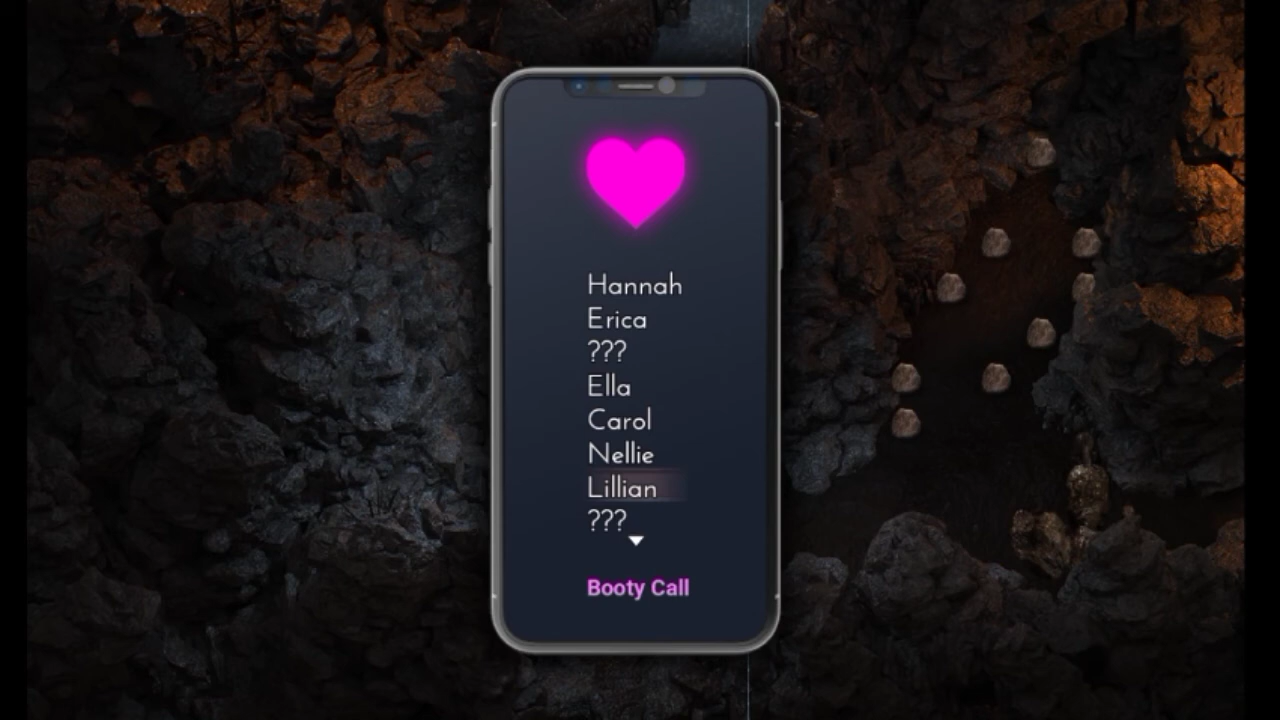 Hannah
Erica
???
Ella
Carol
Nellie
Lillian
???
Booty Call